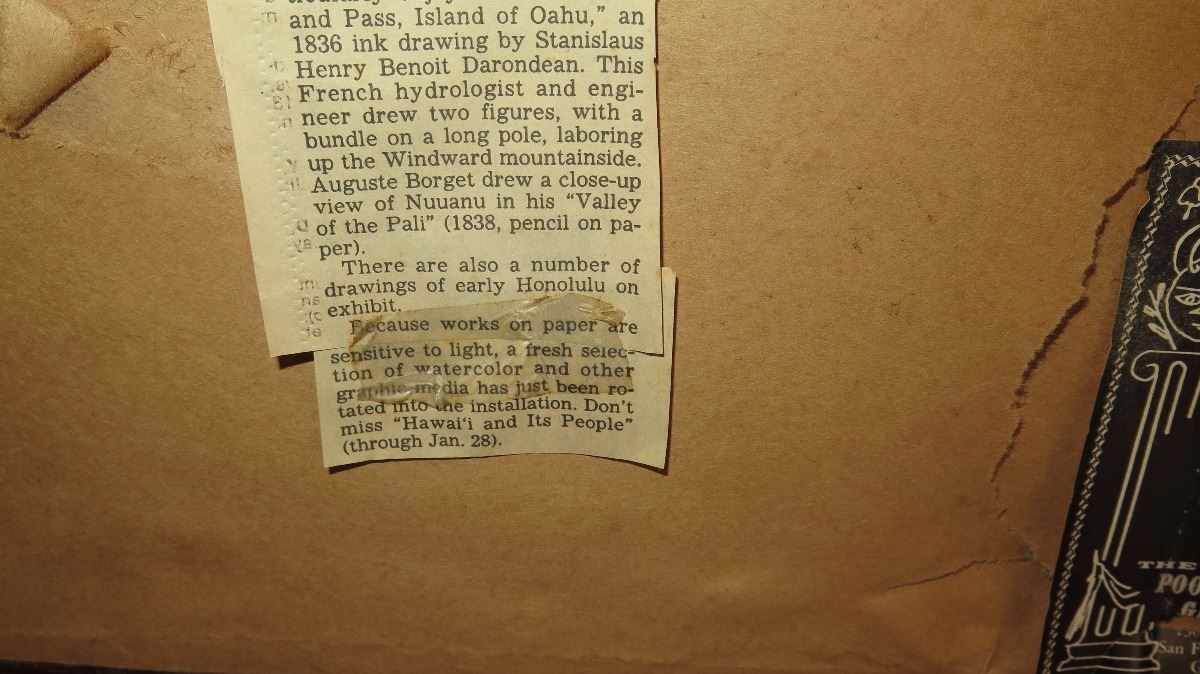 and Pass, Island of Oahu,” an
1836 ink drawing by Stanislaus
Henry Benoit Darondean. This
French hydrologist and engi-
neer drew two figures, with a
bundle on a long pole, laboring
up the Windward mountainside.
Auguste Borget drew a close-up
view of Nuuanu in his “Valley
of the Pali” (1838, pencil on pa-
per).
There are also a number of
drawings of early Honolulu on
exhibit.
Because works on paper are
sensitive to light, a fresh selec-
tion of watercolor and other
graphic media has just been ro-
tated into the installation. Don’t
miss “Hawai‘i and Its People”
(through Jan. 28).
THE
POO
San F